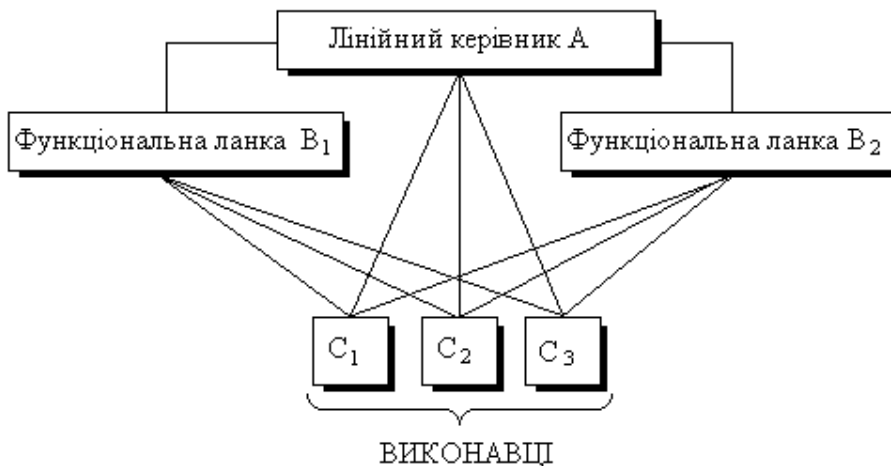 Лінійний керівник А
Функціональна ланка В1
Функціональна ланка В2
С1
С2
С3
ВИКОНАВЦІ